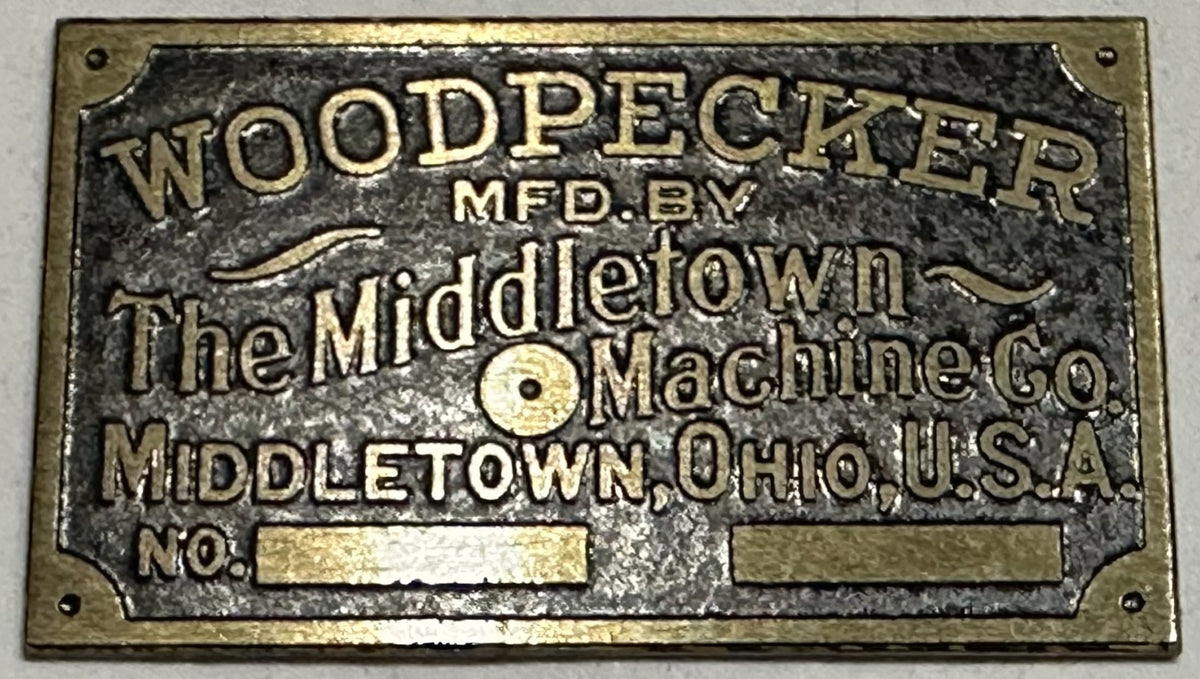 WOODPECKER
MFD. BY
The Middletown
Machine Co.
MIDDLETOWN, OHIO, U.S.A.
NO.